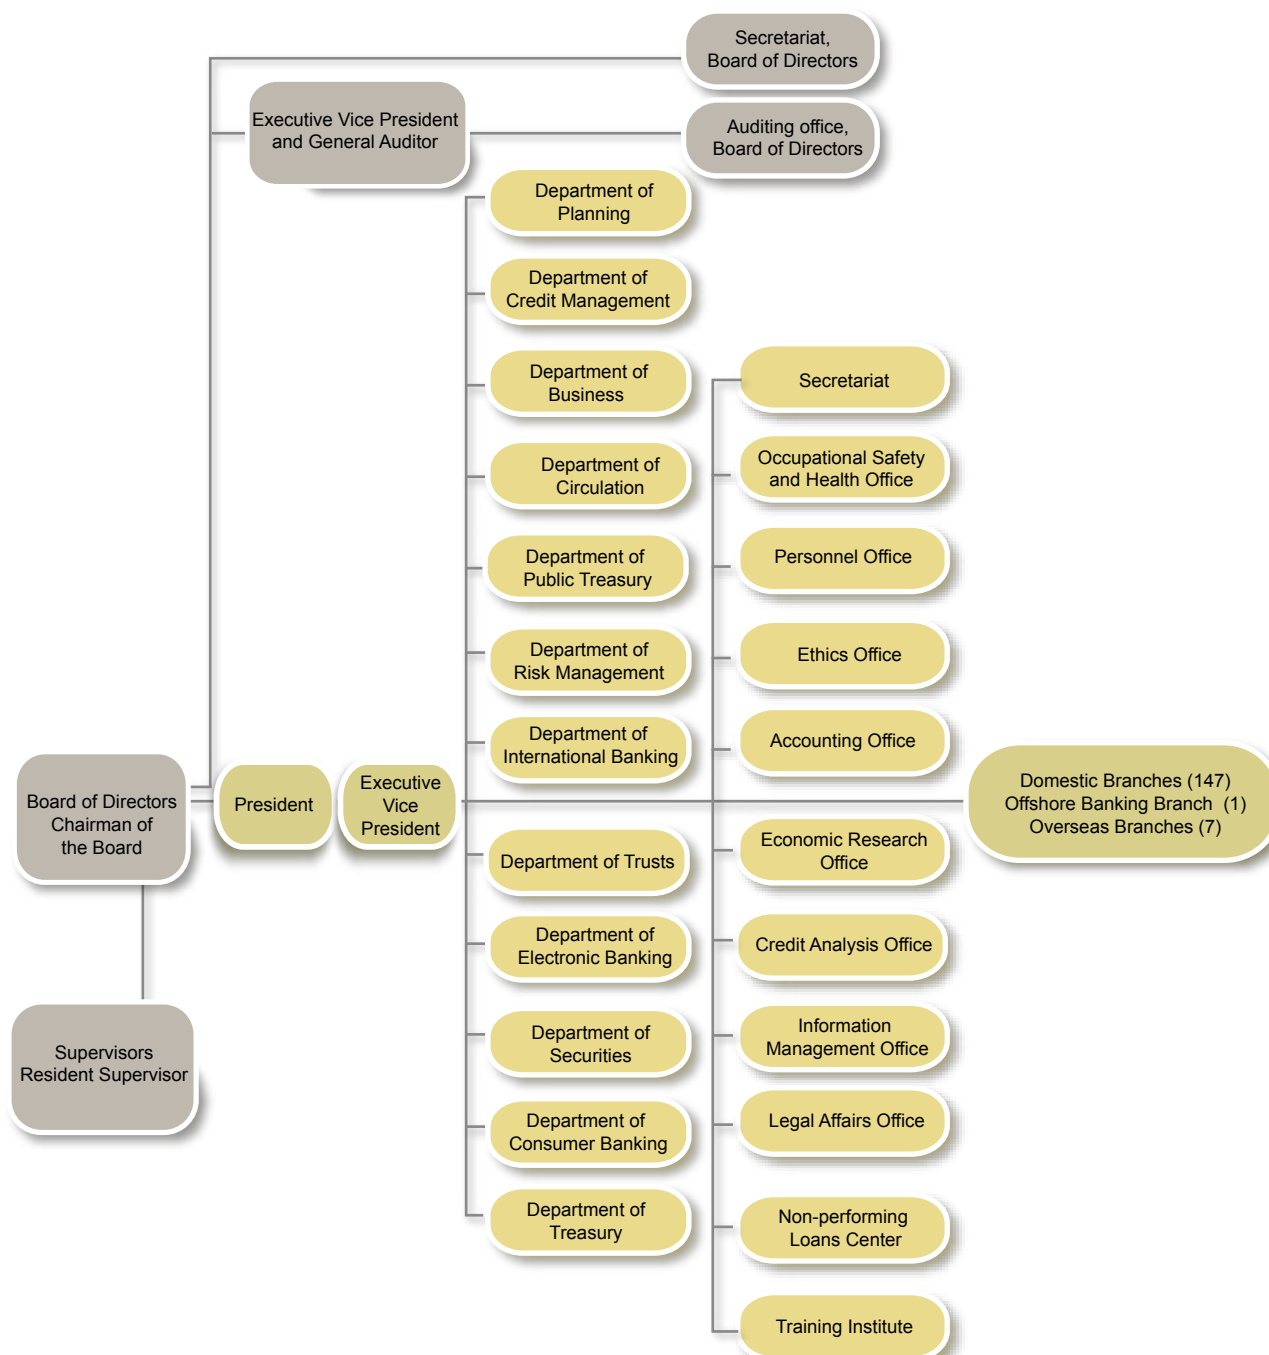 Secretariat,
Board of Directors
Executive Vice President
and General Auditor
Auditing office,
Board of Directors
Department of
Planning
Department of
Credit Management
Department of
Business
Department of
Circulation
Department of
Public Treasury
Department of
Risk Management
Department of
International Banking
Secretariat
Occupational Safety
and Health Office
Personnel Office
Ethics Office
Accounting Office
Board of Directors
Chairman of
the Board
President
Executive
Vice
President
Domestic Branches (147)
Offshore Banking Branch (1)
Overseas Branches (7)
Supervisors
Resident Supervisor
Department of Trusts
Department of
Electronic Banking
Department of
Securities
Department of
Consumer Banking
Department of
Treasury
Economic Research
Office
Credit Analysis Office
Information
Management Office
Legal Affairs Office
Non-performing
Loans Center
Training Institute